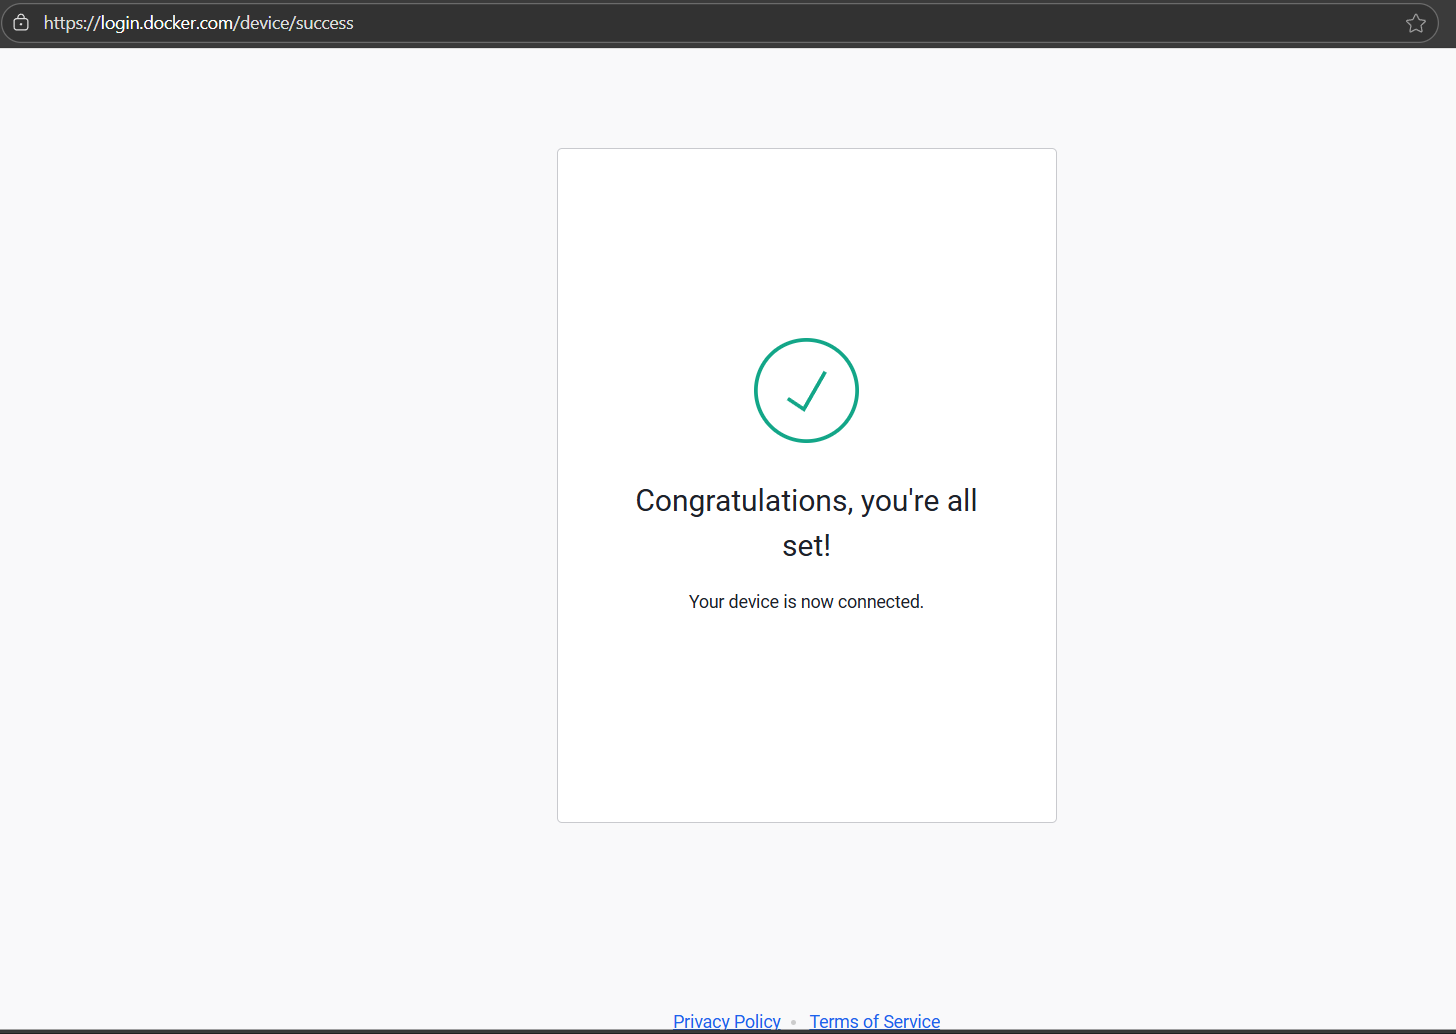 https://login.docker.com/device/success
Congratulations, you're all
set!
Your device is now connected.
Privacy Policy • Terms of Service